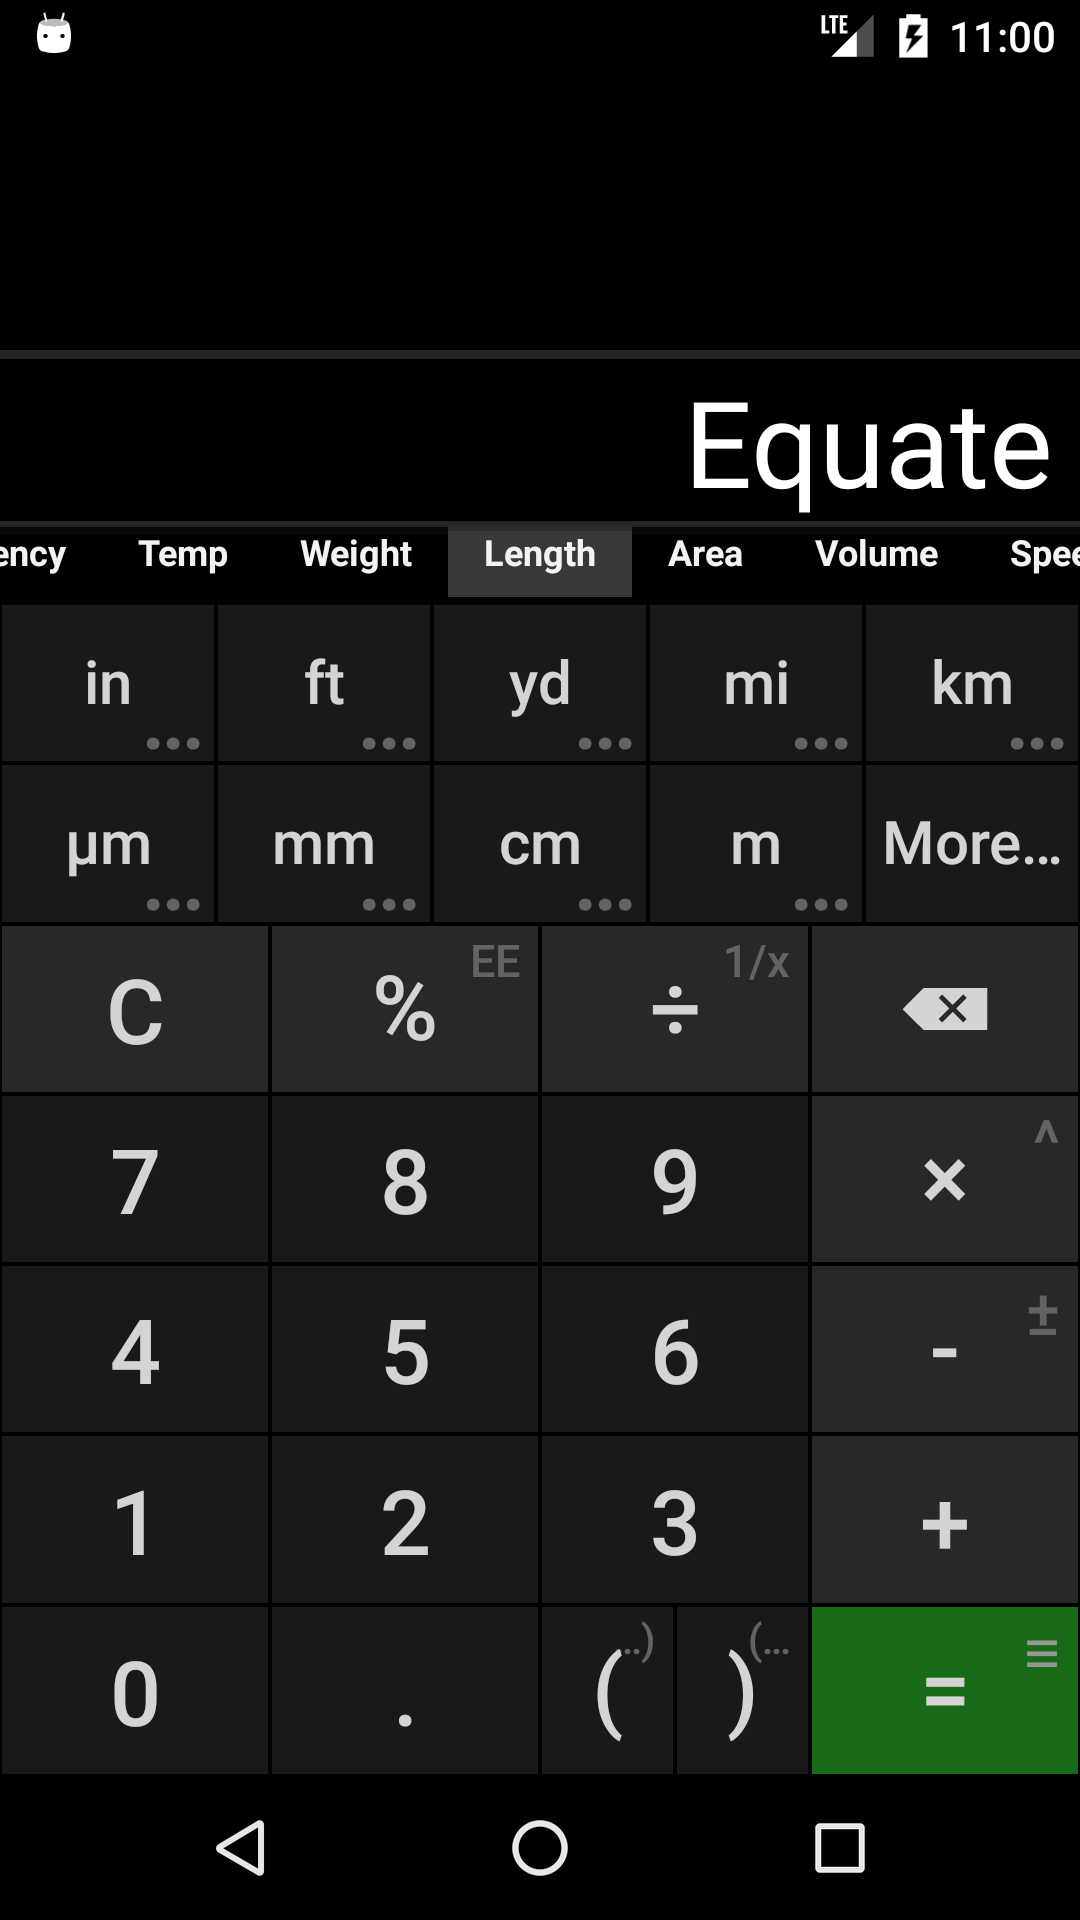 LTE 11:00
Equate
ency Temp Weight Length Area Volume Spee
in ft yd mi km
µm mm cm m More...
C % EE ÷ 1/x
7 8 9 × ^
4 5 6 - ±
1 2 3 +
0 . ( ..) ) (... =